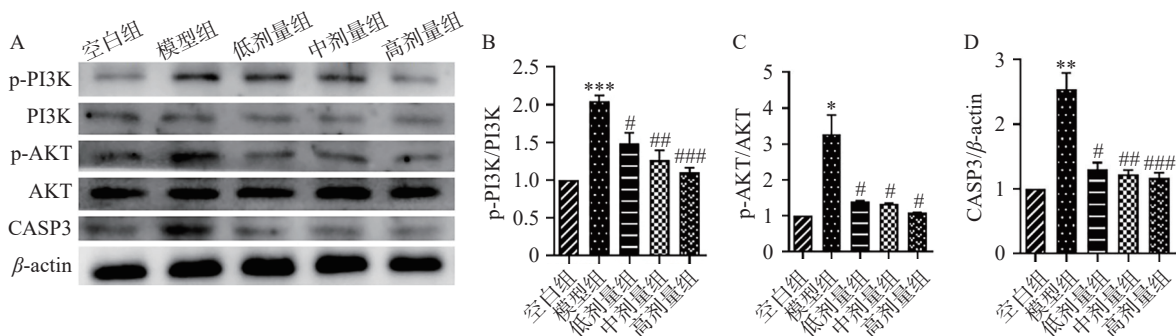 A
空白组 模型组 低剂量组 中剂量组 高剂量组
p-PI3K
PI3K
p-AKT
AKT
CASP3
β-actin
B
p-PI3K/PI3K
2.5
2.0
1.5
1.0
0.5
0
***
#
##
###
空白组
模型组
低剂量组
中剂量组
高剂量组
C
p-AKT/AKT
5
4
3
2
1
0
*
#
#
#
空白组
模型组
低剂量组
中剂量组
高剂量组
D
CASP3/β-actin
3
2
1
0
**
#
##
###
空白组
模型组
低剂量组
中剂量组
高剂量组